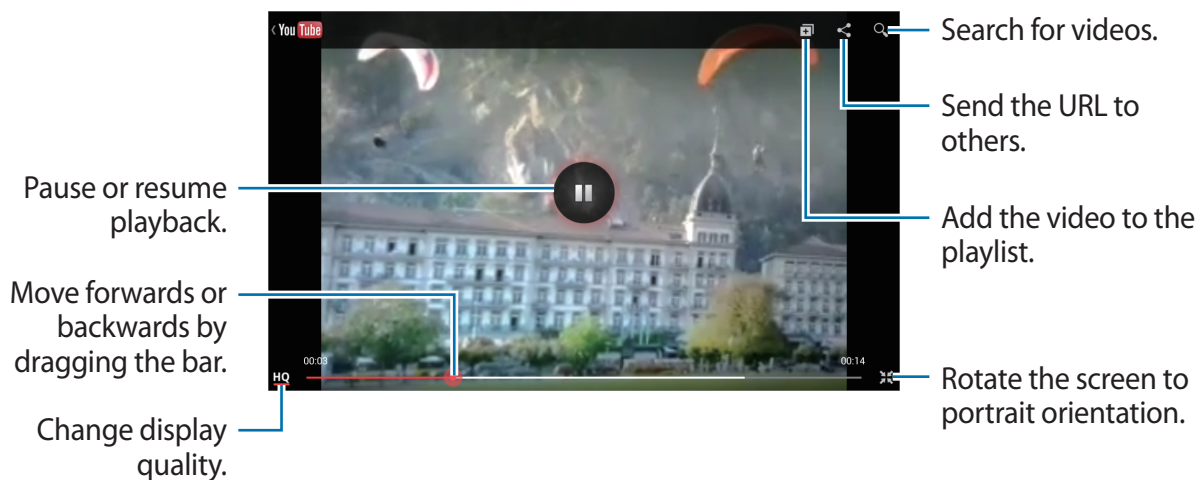 You Tube
Search for videos.
Send the URL to
others.
Pause or resume
playback.
Add the video to the
playlist.
Move forwards or
backwards by
dragging the bar.
00:03
00:14
HQ
Rotate the screen to
portrait orientation.
Change display
quality.